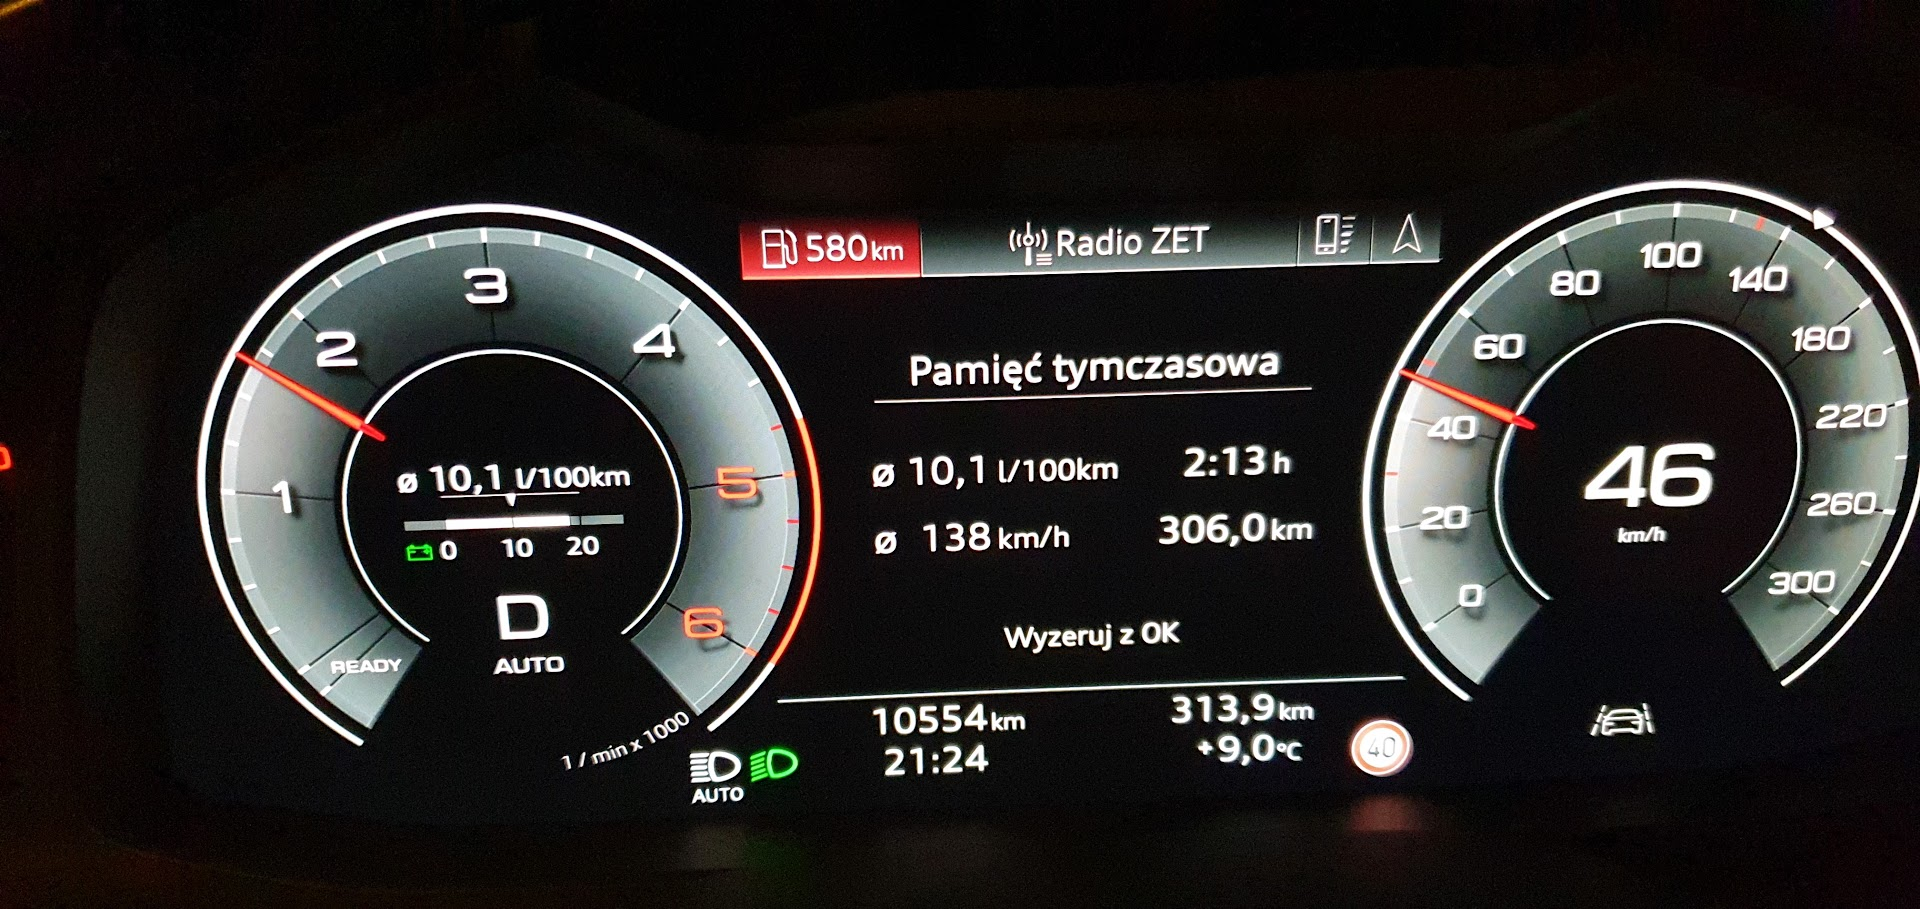 580 km
Radio ZET
1
2
3
4
5
6
READY
1 / min x 1000
ø 10,1 l/100km
0 10 20
D
AUTO
Pamięć tymczasowa
ø 10,1 l/100km 2:13 h
ø 138 km/h 306,0 km
Wyzeruj z OK
10554 km 313,9 km
21:24 +9,0°C
40
AUTO
0
20
40
60
80
100
140
180
220
260
300
46
km/h